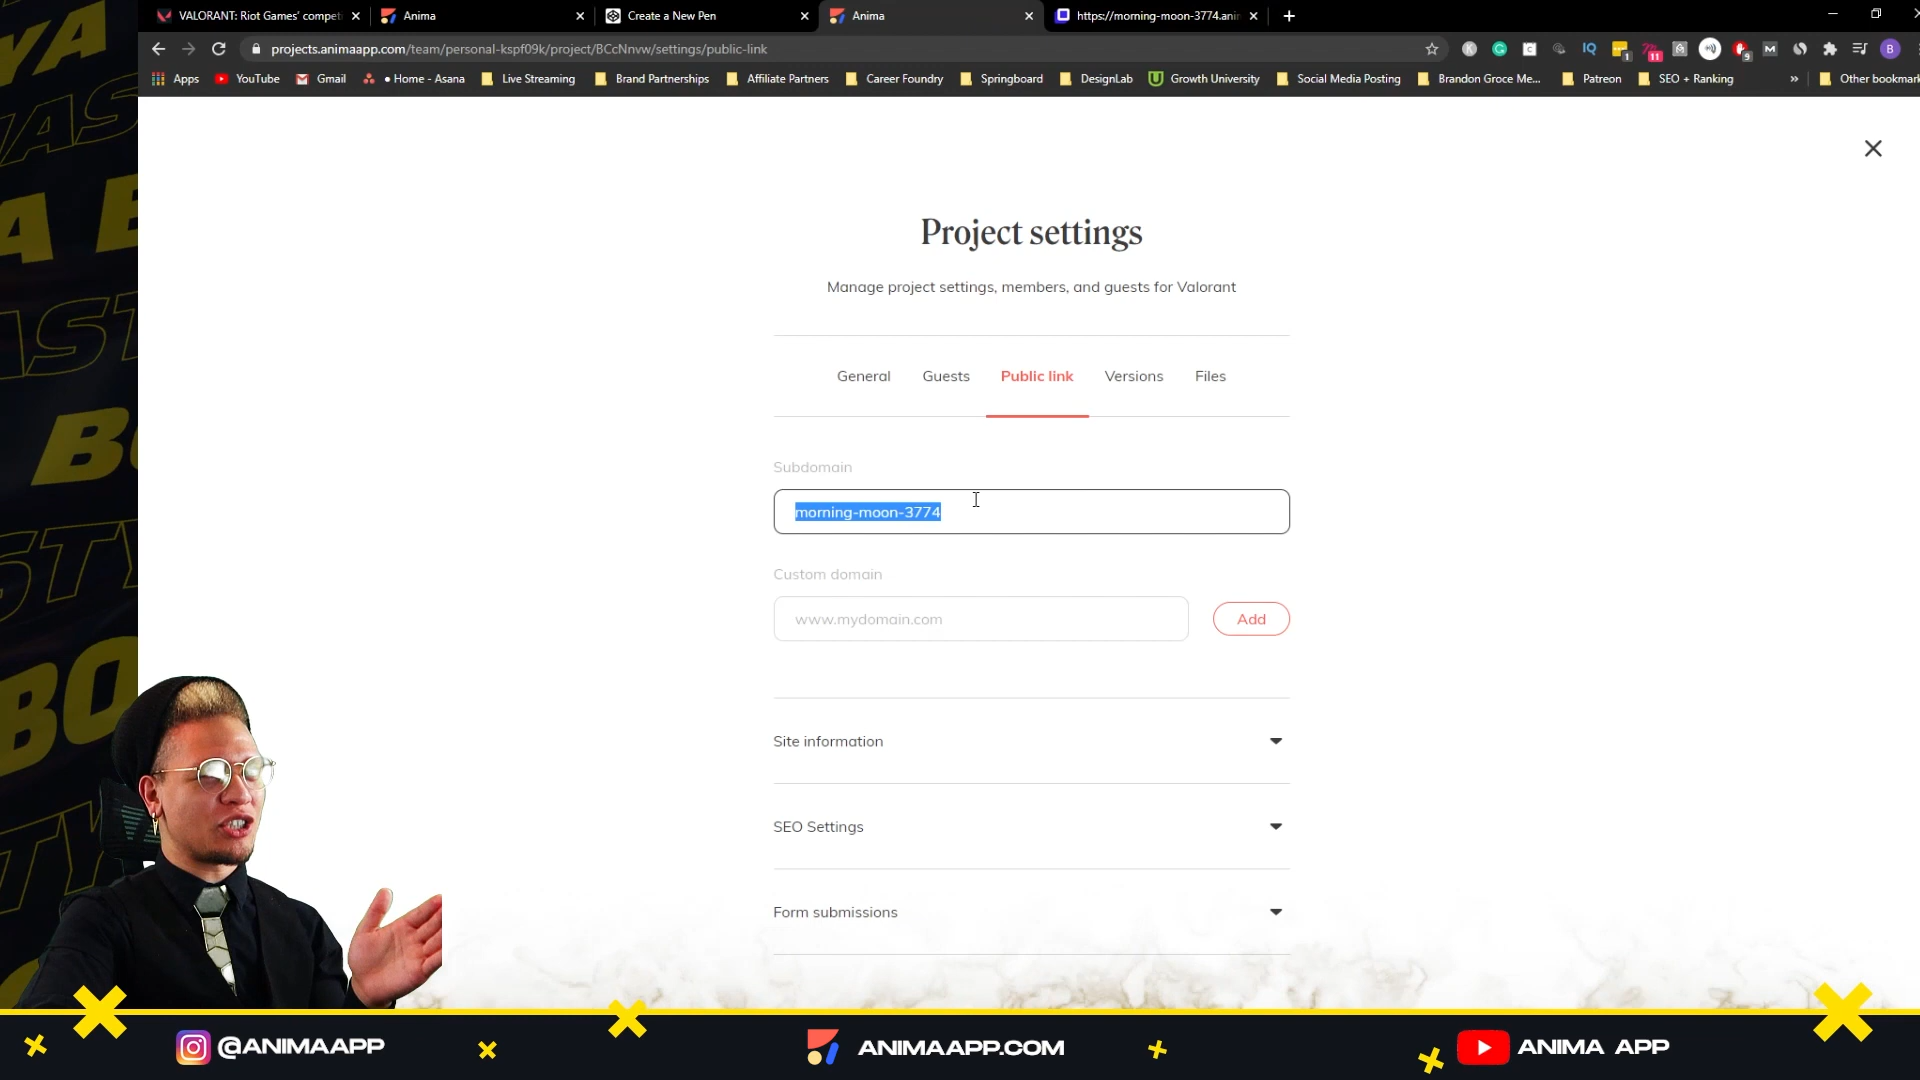 VALORANT: Riot Games' compet
Anima
Create a New Pen
Anima
https://morning-moon-3774.ani
projects.animaapp.com/team/personal-kspf09k/project/BCcNnvw/settings/public-link
Apps
YouTube
Gmail
• Home - Asana
Live Streaming
Brand Partnerships
Affiliate Partners
Career Foundry
Springboard
DesignLab
Growth University
Social Media Posting
Brandon Groce Me...
Patreon
SEO + Ranking
»
Other bookmark
Project settings
Manage project settings, members, and guests for Valorant
General
Guests
Public link
Versions
Files
Subdomain
morning-moon-3774
Custom domain
www.mydomain.com
Add
Site information
SEO Settings
Form submissions
@ANIMAAPP
ANIMAAPP.COM
ANIMA APP